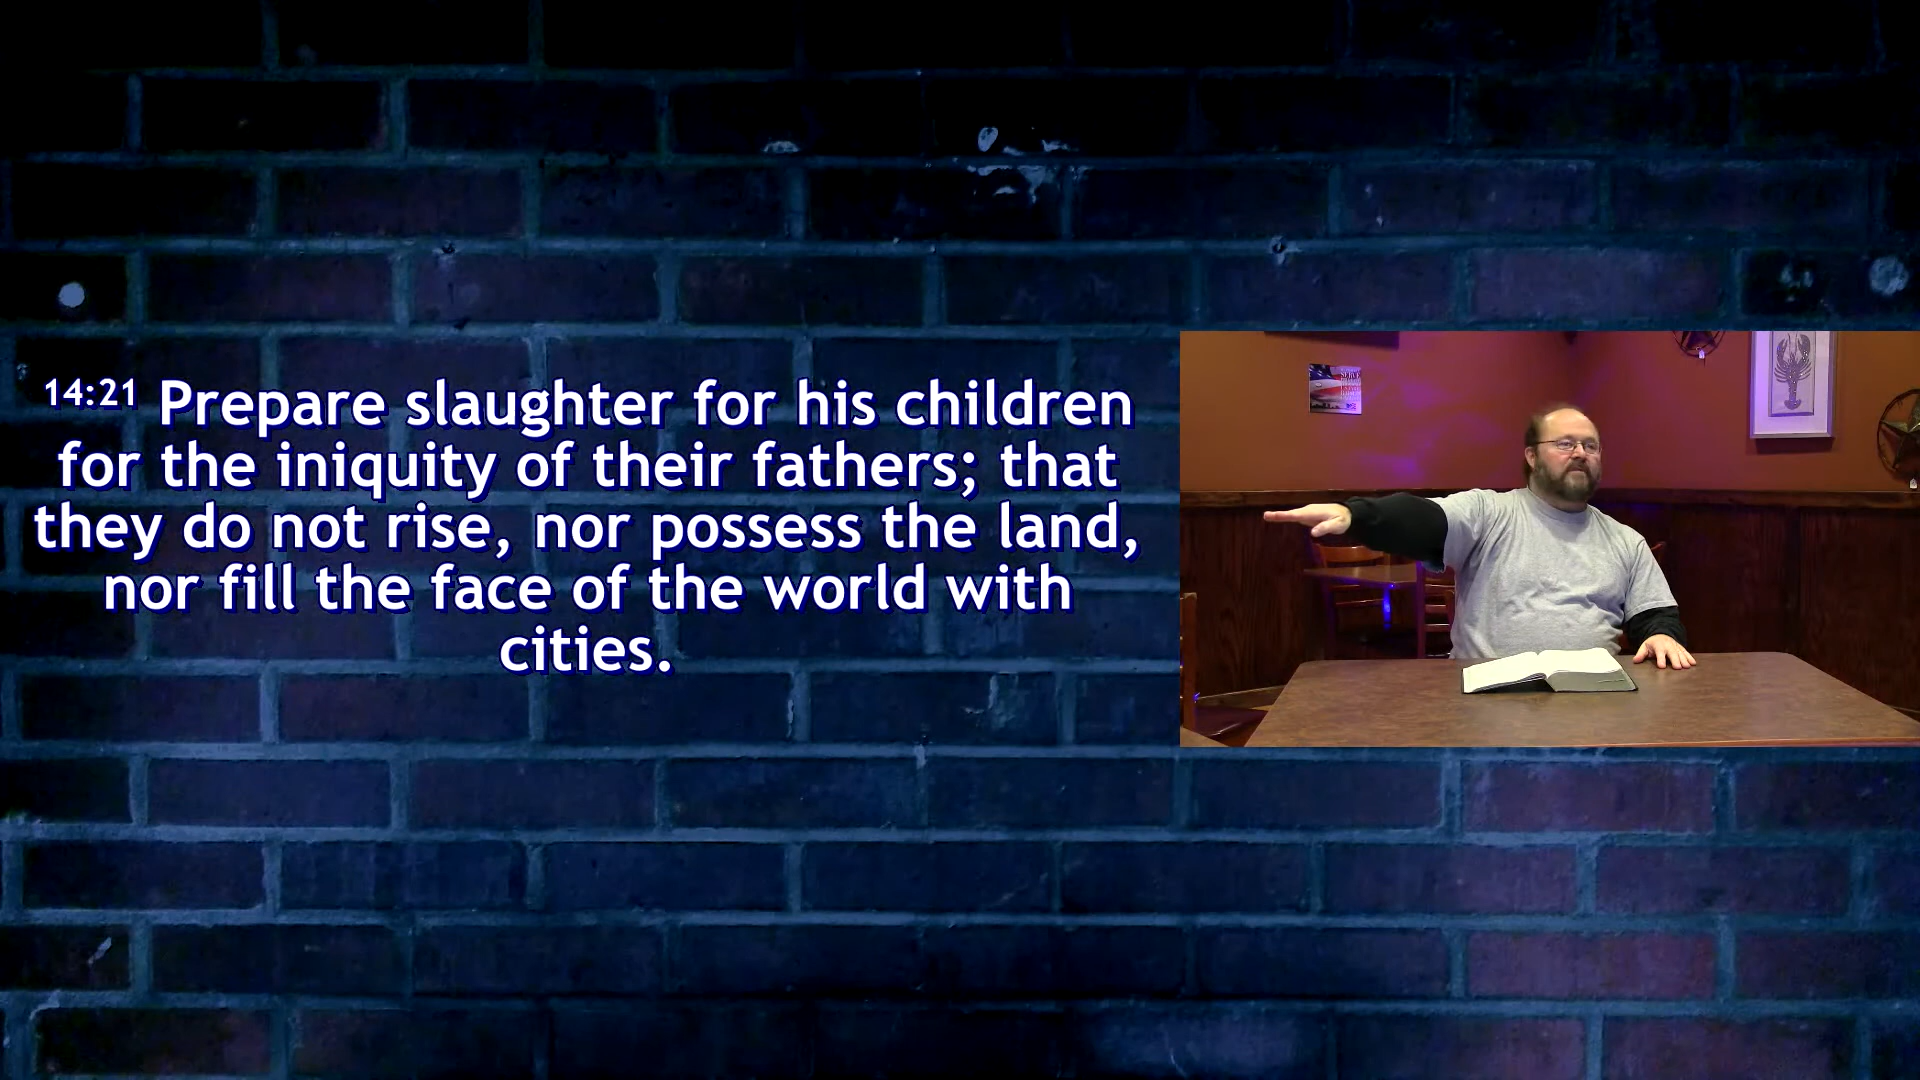 14:21 Prepare slaughter for his children
for the iniquity of their fathers; that
they do not rise, nor possess the land,
nor fill the face of the world with
cities.